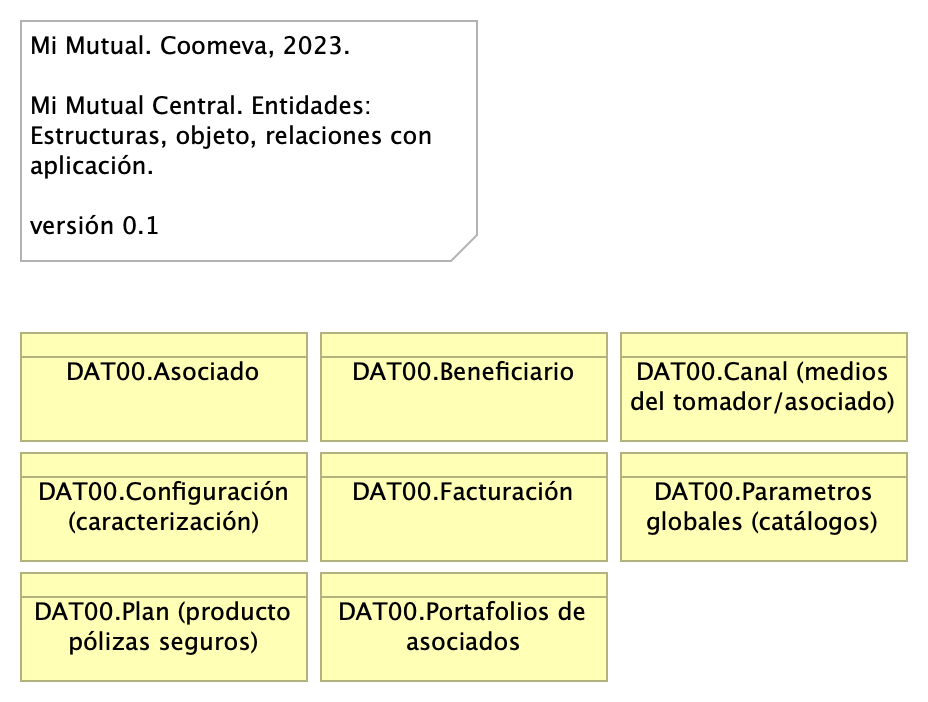 Mi Mutual. Coomeva, 2023.
Mi Mutual Central. Entidades:
Estructuras, objeto, relaciones con
aplicación.
versión 0.1
DAT00.Asociado
DAT00.Beneficiario
DAT00.Canal (medios
del tomador/asociado)
DAT00.Configuración
(caracterización)
DAT00.Facturación
DAT00.Parametros
globales (catálogos)
DAT00.Plan (producto
pólizas seguros)
DAT00.Portafolios de
asociados